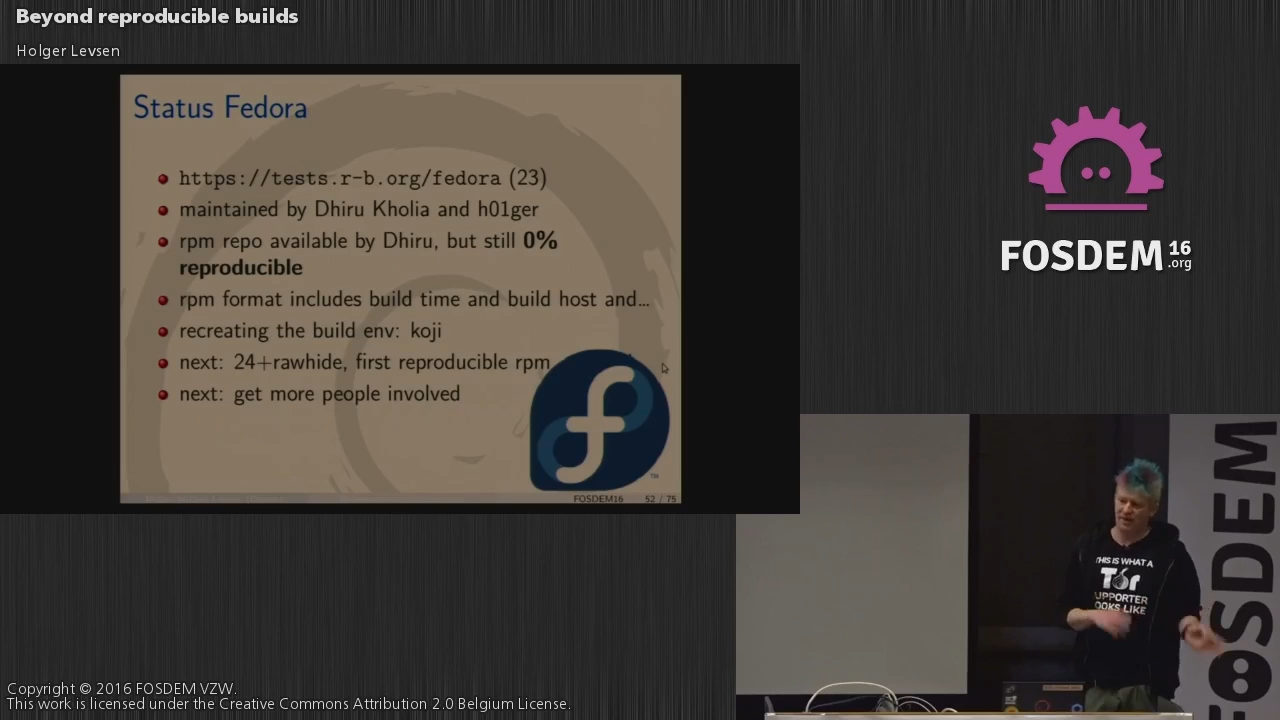 Beyond reproducible builds
Holger Levsen
Status Fedora
https://tests.r-b.org/fedora (23)
maintained by Dhiru Kholia and h01ger
rpm repo available by Dhiru, but still 0%
reproducible
rpm format includes build time and build host and...
recreating the build env: koji
next: 24+rawhide, first reproducible rpm
next: get more people involved
TM
FOSDEM16 52 / 75
FOSDEM 16
.org
THIS IS WHAT A
Tor
SUPPORTER
LOOKS LIKE
FOSDEM
Copyright © 2016 FOSDEM VZW.
This work is licensed under the Creative Commons Attribution 2.0 Belgium License.